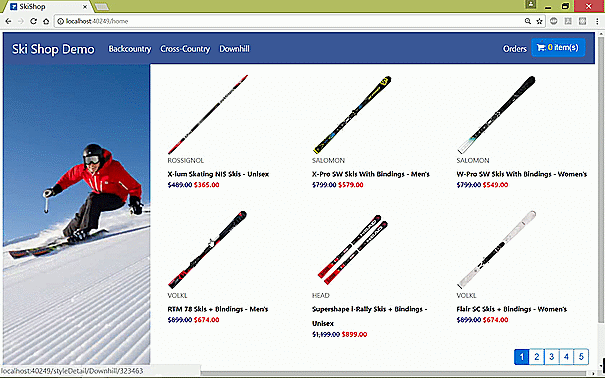 SkiShop
localhost:40249/home
Ski Shop Demo Backcountry Cross-Country Downhill Orders 0 item(s)
ROSSIGNOL SALOMON SALOMON
X-ium Skating NIS Skis - Unisex X-Pro SW Skis With Bindings - Men's W-Pro SW Skis With Bindings - Women's
$489.00 $365.00 $799.00 $579.00 $799.00 $549.00
VOLKL HEAD VOLKL
RTM 78 Skis + Bindings - Men's Supershape i-Rally Skis + Bindings - Flair SC Skis + Bindings - Women's
$899.00 $674.00 Unisex $899.00 $674.00
$1,199.00 $899.00
1 2 3 4 5
localhost:40249/styleDetail/Downhill/323463